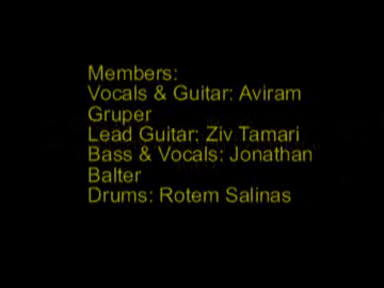 Members:
Vocals & Guitar: Aviram
Gruper
Lead Guitar: Ziv Tamari
Bass & Vocals: Jonathan
Balter
Drums: Rotem Salinas